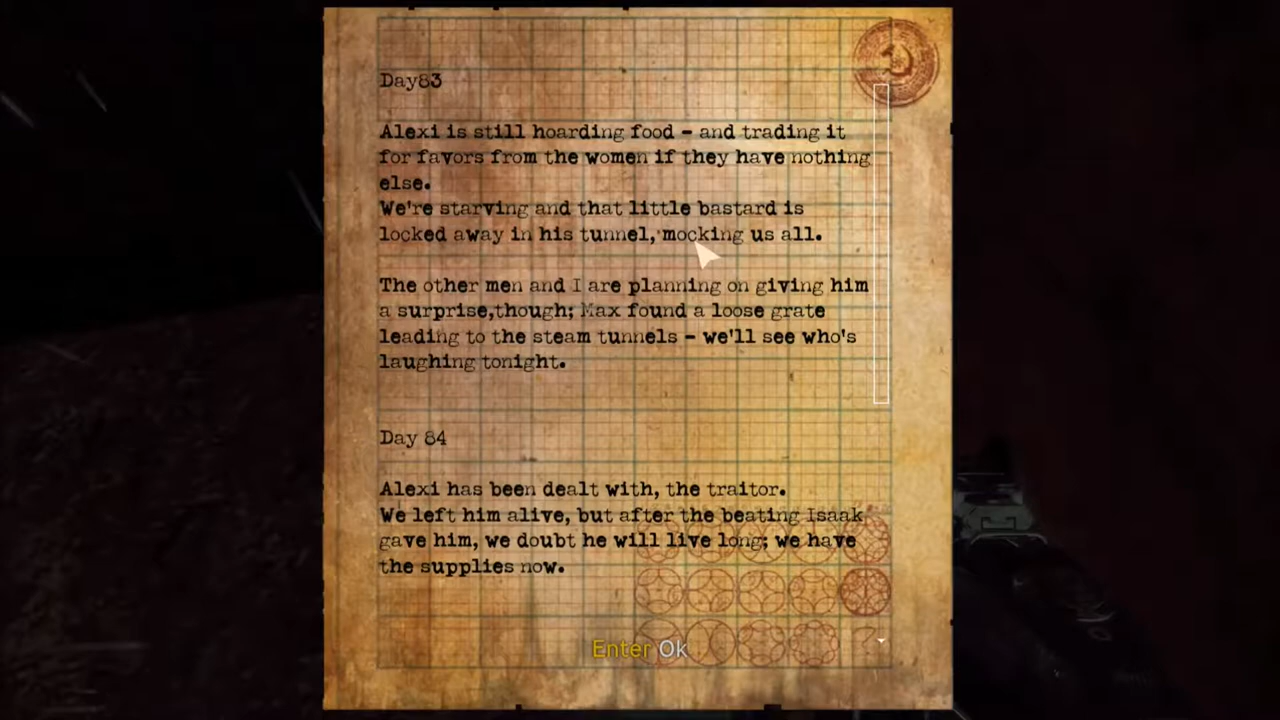 Day83
Alexi is still hoarding food - and trading it
for favors from the women if they have nothing
else.
We're starving and that little bastard is
locked away in his tunnel, mocking us all.
The other men and I are planning on giving him
a surprise,though; Max found a loose grate
leading to the steam tunnels - we'll see who's
laughing tonight.
Day 84
Alexi has been dealt with, the traitor.
We left him alive, but after the beating Isaak
gave him, we doubt he will live long; we have
the supplies now.
Enter Ok